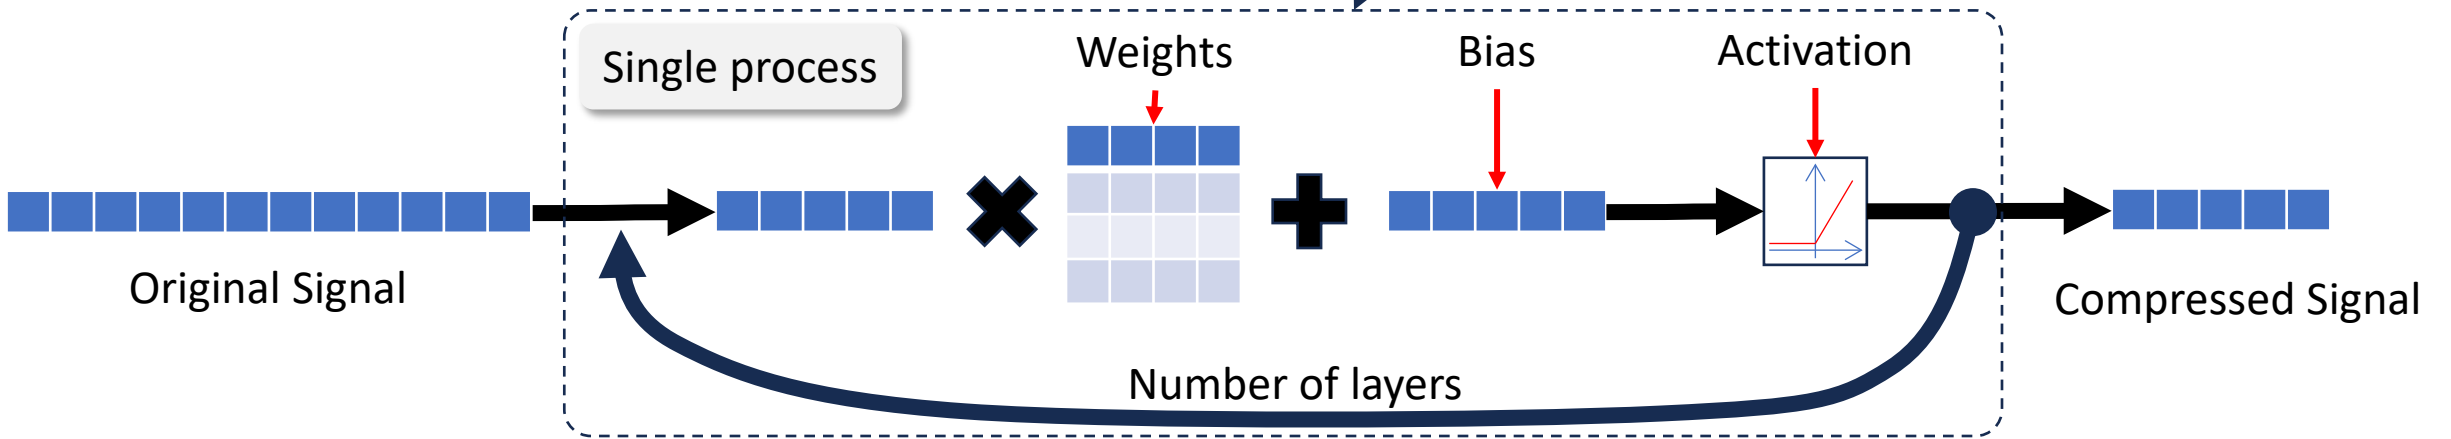 Single process
Weights
Bias
Activation
Original Signal
Compressed Signal
Number of layers